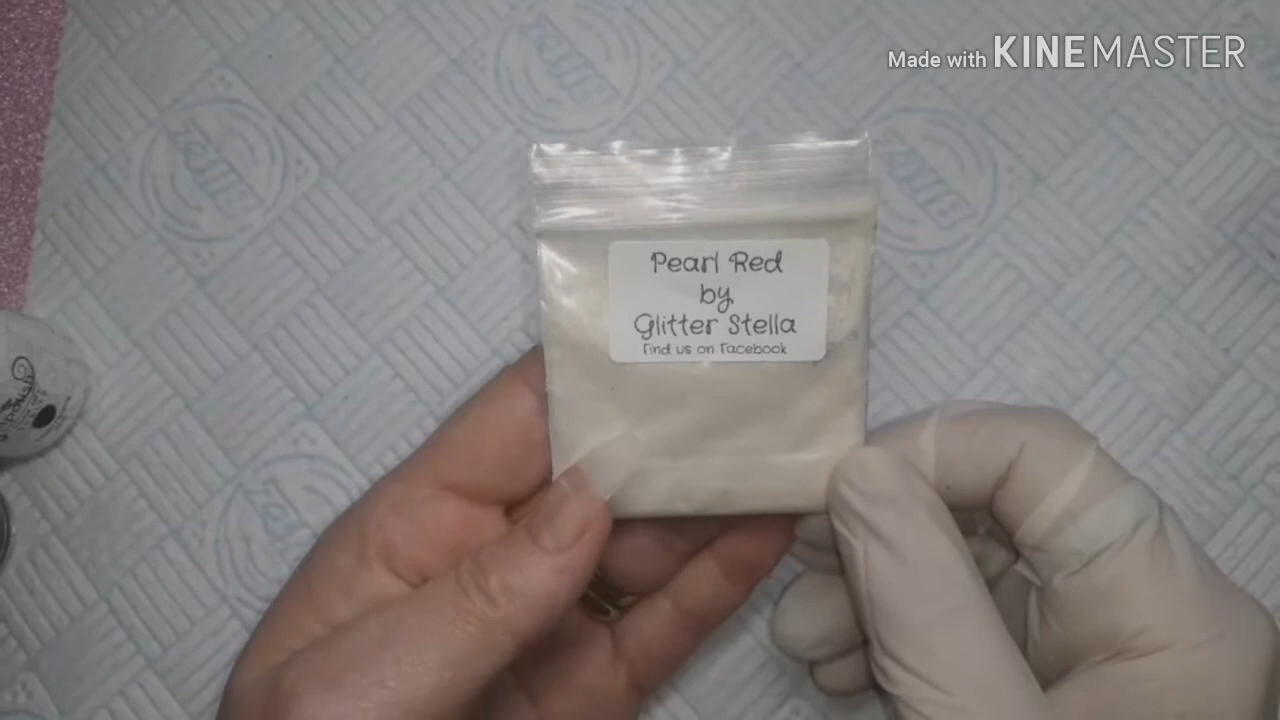 Made with KINEMASTER
Pearl Red
by
Glitter Stella
Find us on Facebook